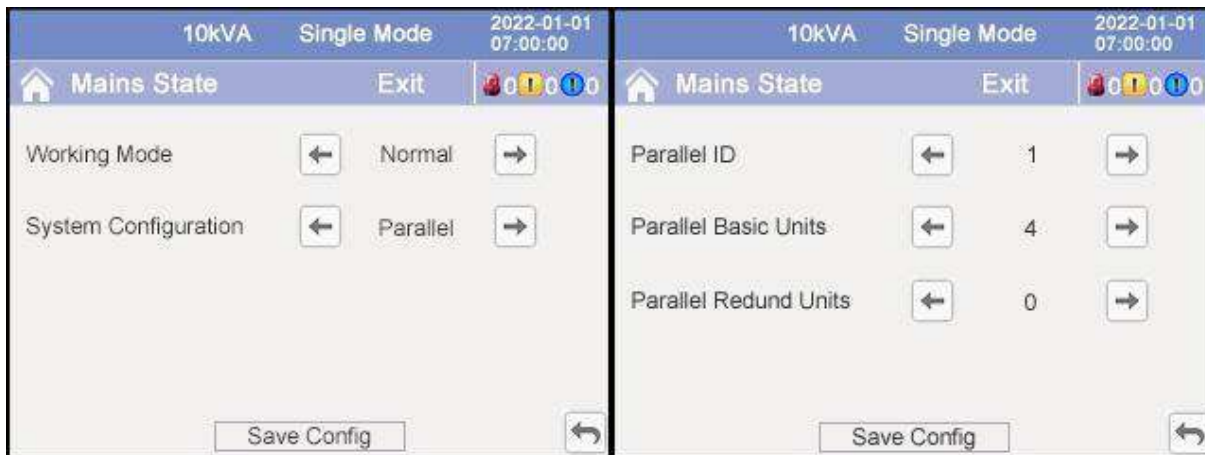 10kVA Single Mode 2022-01-01
07:00:00
Mains State Exit 0 ! 0 ! 0
Working Mode Normal
System Configuration Parallel
Save Config
10kVA Single Mode 2022-01-01
07:00:00
Mains State Exit 0 ! 0 ! 0
Parallel ID 1
Parallel Basic Units 4
Parallel Redund Units 0
Save Config